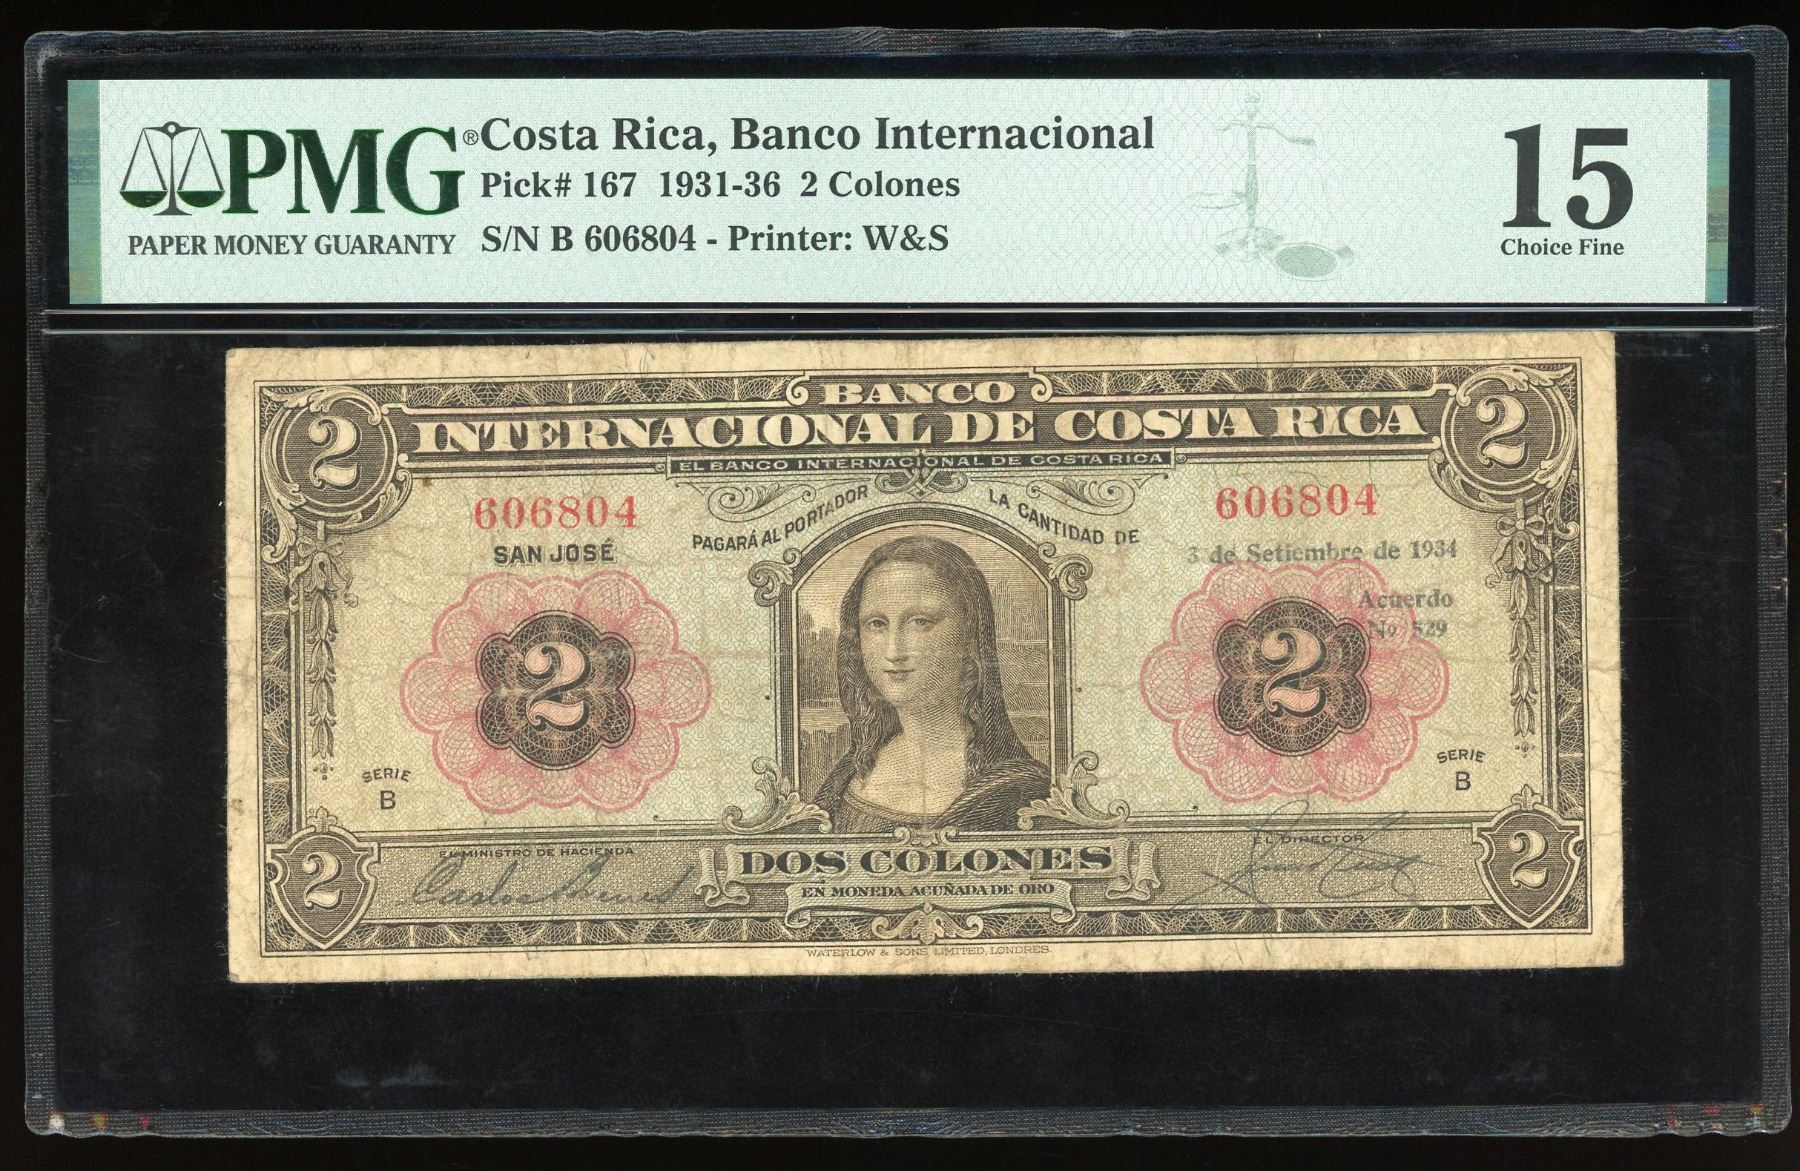 PMG®
PAPER MONEY GUARANTY
Costa Rica, Banco Internacional
Pick# 167 1931-36 2 Colones
S/N B 606804 - Printer: W&S
15
Choice Fine
BANCO
INTERNACIONAL DE COSTA RICA
EL BANCO INTERNACIONAL DE COSTA RICA
2
2
606804
606804
PAGARÁ AL PORTADOR LA CANTIDAD DE
SAN JOSÉ
3 de Setiembre de 1934
Acuerdo
No 529
2
2
SERIE
B
SERIE
B
EL MINISTRO DE HACIENDA
EL DIRECTOR
2
2
DOS COLONES
EN MONEDA ACUÑADA DE ORO
WATERLOW & SONS LIMITED, LONDRES.